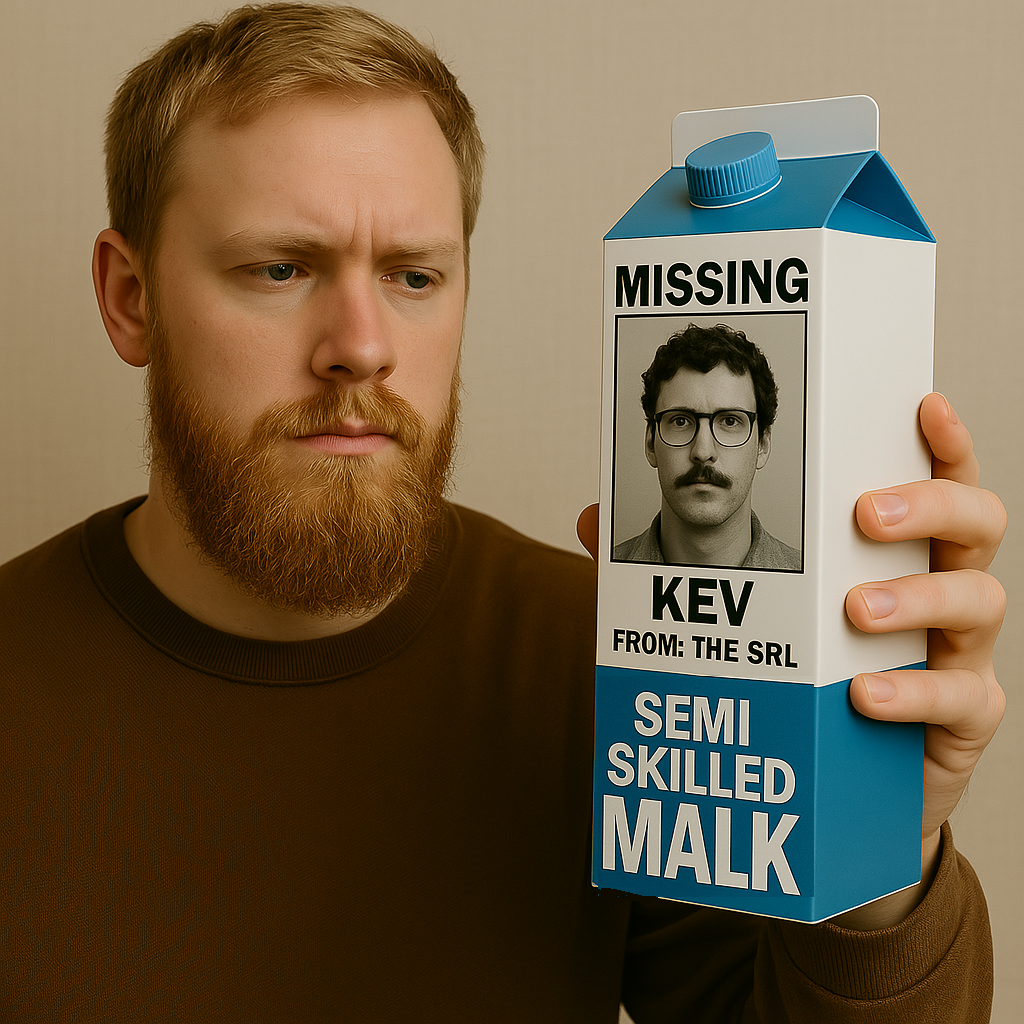 MISSING
KEV
FROM: THE SRL
SEMI
SKILLED
MALK